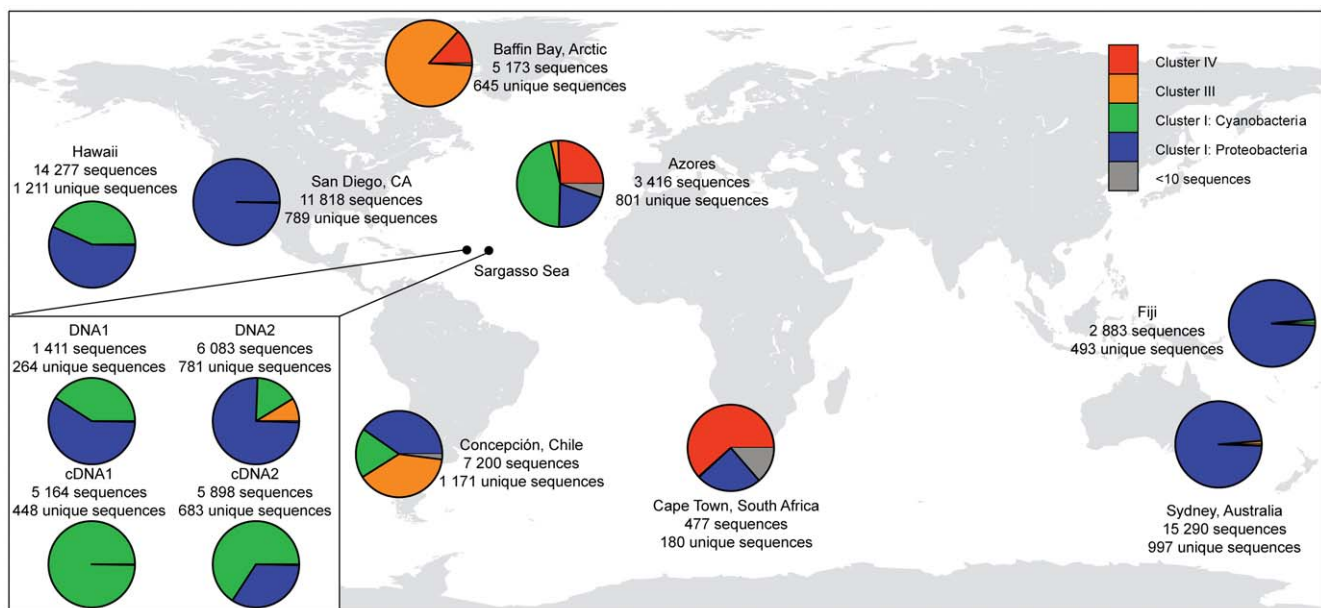 Baffin Bay, Arctic
5 173 sequences
645 unique sequences
Cluster IV
Cluster III
Cluster I: Cyanobacteria
Cluster I: Proteobacteria
<10 sequences
Hawaii
14 277 sequences
1 211 unique sequences
San Diego, CA
11 818 sequences
789 unique sequences
Azores
3 416 sequences
801 unique sequences
Sargasso Sea
Fiji
2 883 sequences
493 unique sequences
DNA1
1 411 sequences
264 unique sequences
DNA2
6 083 sequences
781 unique sequences
cDNA1
5 164 sequences
448 unique sequences
cDNA2
5 898 sequences
683 unique sequences
Concepción, Chile
7 200 sequences
1 171 unique sequences
Cape Town, South Africa
477 sequences
180 unique sequences
Sydney, Australia
15 290 sequences
997 unique sequences